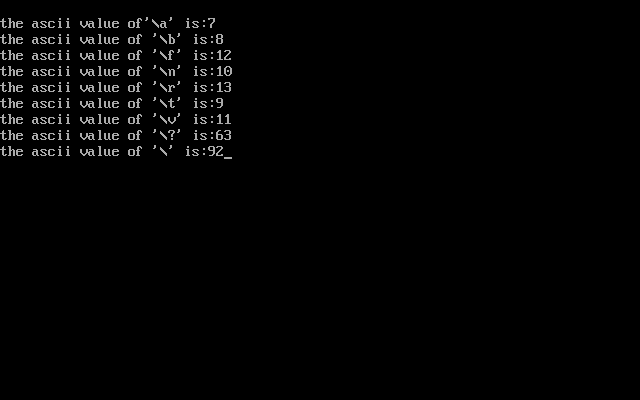 the ascii value of'\a' is:7
the ascii value of '\b' is:8
the ascii value of '\f' is:12
the ascii value of '\n' is:10
the ascii value of '\r' is:13
the ascii value of '\t' is:9
the ascii value of '\v' is:11
the ascii value of '\?' is:63
the ascii value of '\' is:92_